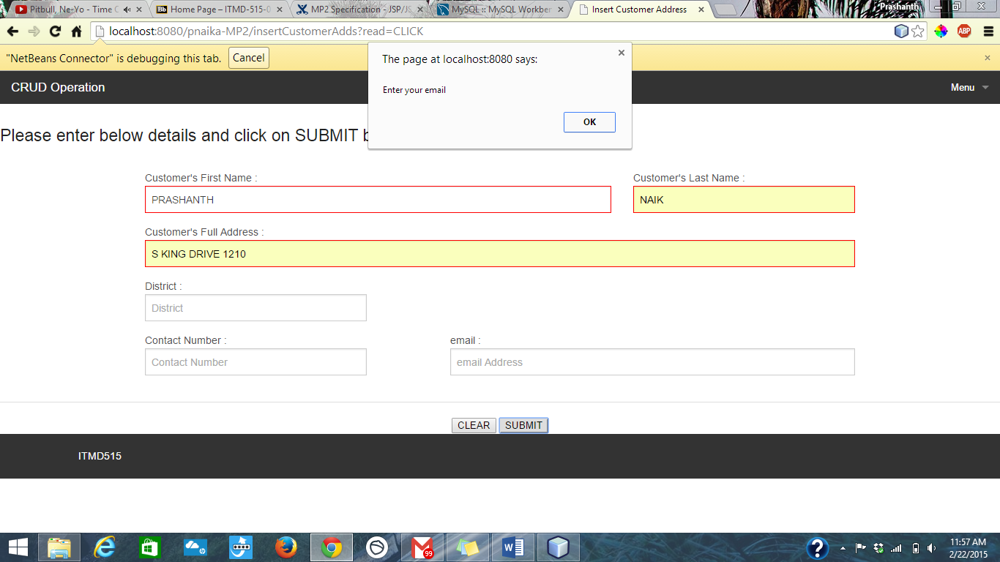 Pitbull, Ne-Yo - Time
Bb Home Page – ITMD-515-0
MP2 Specification - JSP/JS
MySQL :: MySQL Workber
Insert Customer Address
Prashanth
localhost:8080/pnaika-MP2/insertCustomerAdds?read=CLICK
ABP
"NetBeans Connector" is debugging this tab.
Cancel
The page at localhost:8080 says:
Enter your email
OK
CRUD Operation
Menu
Please enter below details and click on SUBMIT
Customer's First Name :
Customer's Last Name :
PRASHANTH
NAIK
Customer's Full Address :
S KING DRIVE 1210
District :
District
Contact Number :
email :
Contact Number
email Address
CLEAR
SUBMIT
ITMD515
99
11:57 AM
2/22/2015